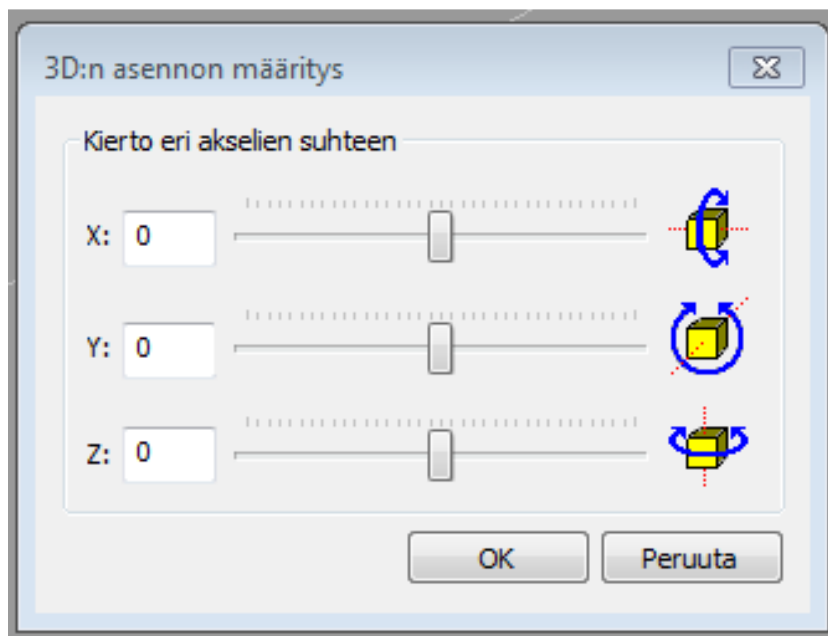 3D:n asennon määritys
Kierto eri akselien suhteen
X: 0
Y: 0
Z: 0
OK Peruuta